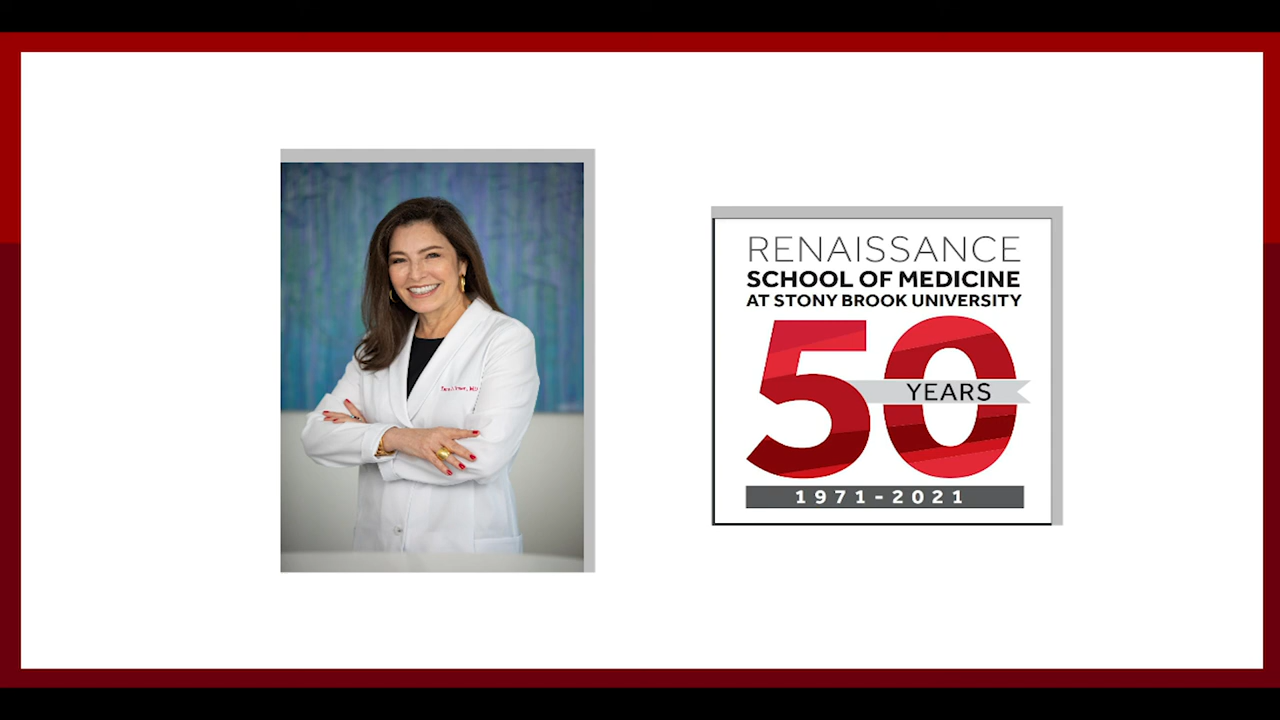 RENAISSANCE
SCHOOL OF MEDICINE
AT STONY BROOK UNIVERSITY
50
YEARS
1971-2021